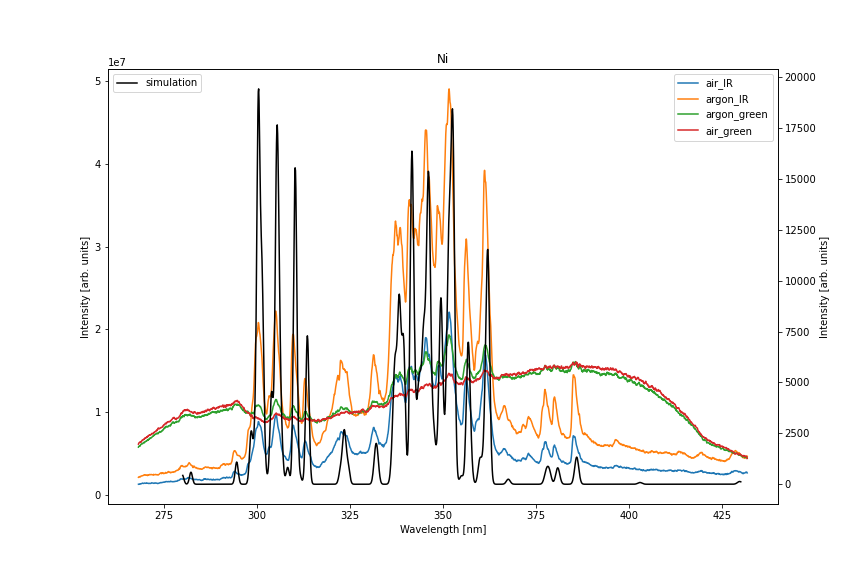 Ni
1e7
simulation
air_IR
argon_IR
argon_green
air_green
5
4
3
2
1
0
Intensity [arb. units]
20000
17500
15000
12500
10000
7500
5000
2500
0
Intensity [arb. units]
275
300
325
350
375
400
425
Wavelength [nm]